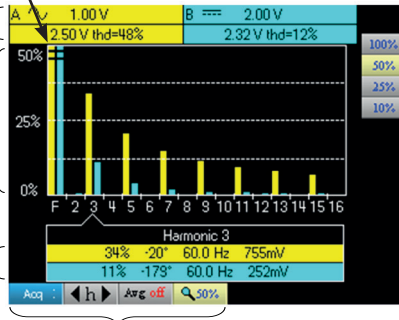 A 1.00 V B 2.00 V
2.50 V thd=48% 2.32 V thd=12%
100%
50% 50%
25%
10%
25%
0%
F 2 3 4 5 6 7 8 9 10 11 12 13 14 15 16
Harmonic 3
34% -20° 60.0 Hz 755mV
11% -179° 60.0 Hz 252mV
Acq : h Avg off 50%